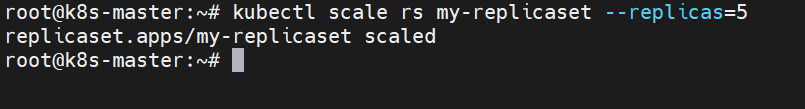 root@k8s-master:~# kubectl scale rs my-replicaset --replicas=5
replicaset.apps/my-replicaset scaled
root@k8s-master:~#